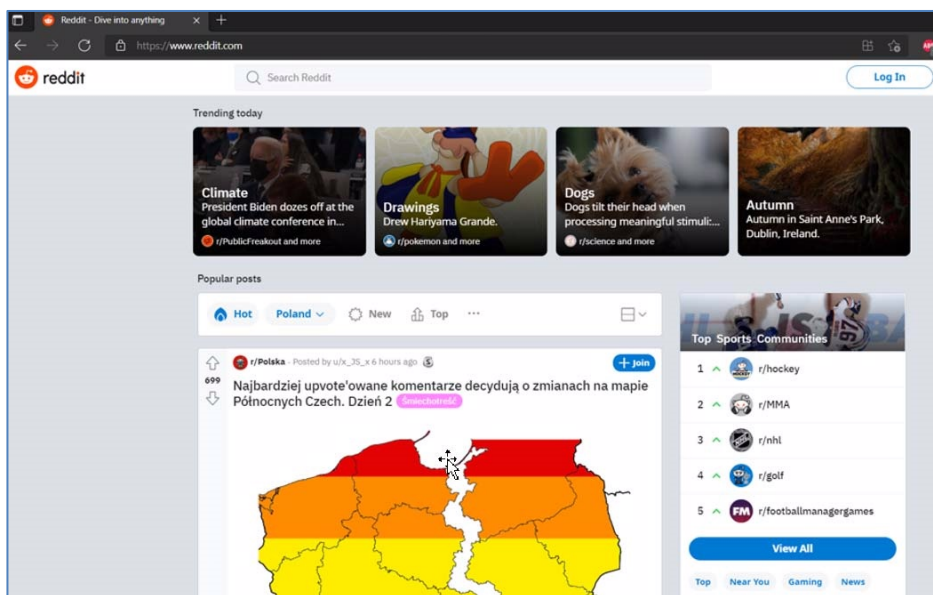 Reddit - Dive into anything
https://www.reddit.com
reddit
Search Reddit
Log In
Trending today
Climate
President Biden dozes off at the
global climate conference in...
r/PublicFreakout and more
Drawings
Drew Hariyama Grande.
r/pokemon and more
Dogs
Dogs tilt their head when
processing meaningful stimuli:...
r/science and more
Autumn
Autumn in Saint Anne's Park,
Dublin, Ireland.
Popular posts
Hot
Poland
New
Top
...
r/Polska · Posted by u/x_JS_x 6 hours ago
Join
699
Najbardziej upvote'owane komentarze decydują o zmianach na mapie
Północnych Czech. Dzień 2 Śmiechotreść
Top Sports Communities
1 r/hockey
2 r/MMA
3 r/nhl
4 r/golf
5 FM r/footballmanagergames
View All
Top
Near You
Gaming
News